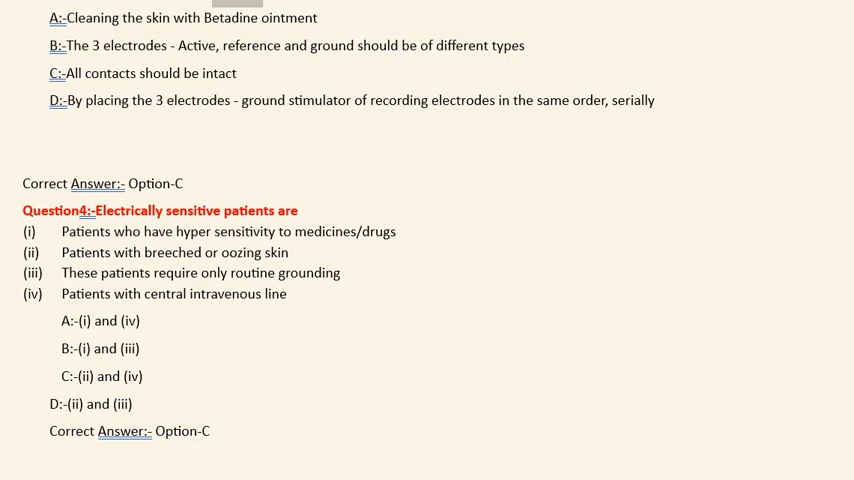 A:-Cleaning the skin with Betadine ointment
B:-The 3 electrodes - Active, reference and ground should be of different types
C:-All contacts should be intact
D:-By placing the 3 electrodes - ground stimulator of recording electrodes in the same order, serially
Correct Answer:- Option-C
Question4:-Electrically sensitive patients are
(i) Patients who have hyper sensitivity to medicines/drugs
(ii) Patients with breeched or oozing skin
(iii) These patients require only routine grounding
(iv) Patients with central intravenous line
A:-(i) and (iv)
B:-(i) and (iii)
C:-(ii) and (iv)
D:-(ii) and (iii)
Correct Answer:- Option-C